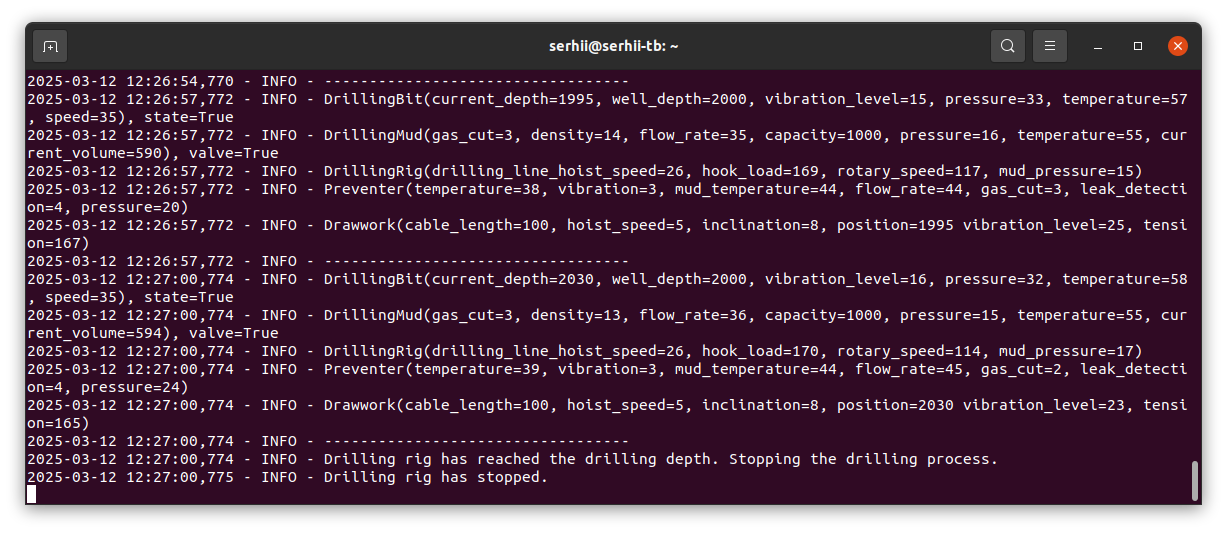 serhii@serhii-tb: ~
2025-03-12 12:26:54,770 - INFO - ----------------------------------
2025-03-12 12:26:57,772 - INFO - DrillingBit(current_depth=1995, well_depth=2000, vibration_level=15, pressure=33, temperature=57
, speed=35), state=True
2025-03-12 12:26:57,772 - INFO - DrillingMud(gas_cut=3, density=14, flow_rate=35, capacity=1000, pressure=16, temperature=55, cur
rent_volume=590), valve=True
2025-03-12 12:26:57,772 - INFO - DrillingRig(drilling_line_hoist_speed=26, hook_load=169, rotary_speed=117, mud_pressure=15)
2025-03-12 12:26:57,772 - INFO - Preventer(temperature=38, vibration=3, mud_temperature=44, flow_rate=44, gas_cut=3, leak_detecti
on=4, pressure=20)
2025-03-12 12:26:57,772 - INFO - Drawwork(cable_length=100, hoist_speed=5, inclination=8, position=1995 vibration_level=25, tensi
on=167)
2025-03-12 12:26:57,772 - INFO - ----------------------------------
2025-03-12 12:27:00,774 - INFO - DrillingBit(current_depth=2030, well_depth=2000, vibration_level=16, pressure=32, temperature=58
, speed=35), state=True
2025-03-12 12:27:00,774 - INFO - DrillingMud(gas_cut=3, density=13, flow_rate=36, capacity=1000, pressure=15, temperature=55, cur
rent_volume=594), valve=True
2025-03-12 12:27:00,774 - INFO - DrillingRig(drilling_line_hoist_speed=26, hook_load=170, rotary_speed=114, mud_pressure=17)
2025-03-12 12:27:00,774 - INFO - Preventer(temperature=39, vibration=3, mud_temperature=44, flow_rate=45, gas_cut=2, leak_detecti
on=4, pressure=24)
2025-03-12 12:27:00,774 - INFO - Drawwork(cable_length=100, hoist_speed=5, inclination=8, position=2030 vibration_level=23, tensi
on=165)
2025-03-12 12:27:00,774 - INFO - ----------------------------------
2025-03-12 12:27:00,774 - INFO - Drilling rig has reached the drilling depth. Stopping the drilling process.
2025-03-12 12:27:00,775 - INFO - Drilling rig has stopped.